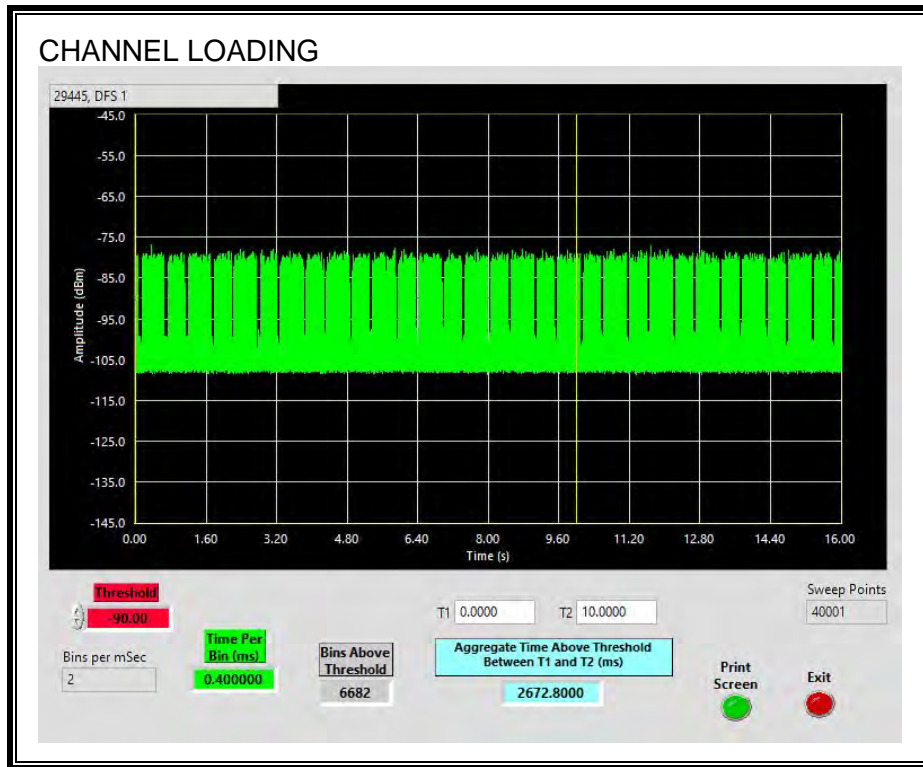 CHANNEL LOADING
29445, DFS 1
-45.0
-55.0
-65.0
-75.0
-85.0
-95.0
-105.0
-115.0
-125.0
-135.0
-145.0
Amplitude (dBm)
0.00 1.60 3.20 4.80 6.40 8.00 9.60 11.20 12.80 14.40 16.00
Time (s)
Threshold
-90.00
Bins per mSec
2
Time Per
Bin (ms)
0.400000
Bins Above
Threshold
6682
T1 0.0000 T2 10.0000
Aggregate Time Above Threshold
Between T1 and T2 (ms)
2672.8000
Sweep Points
40001
Print
Screen
Exit